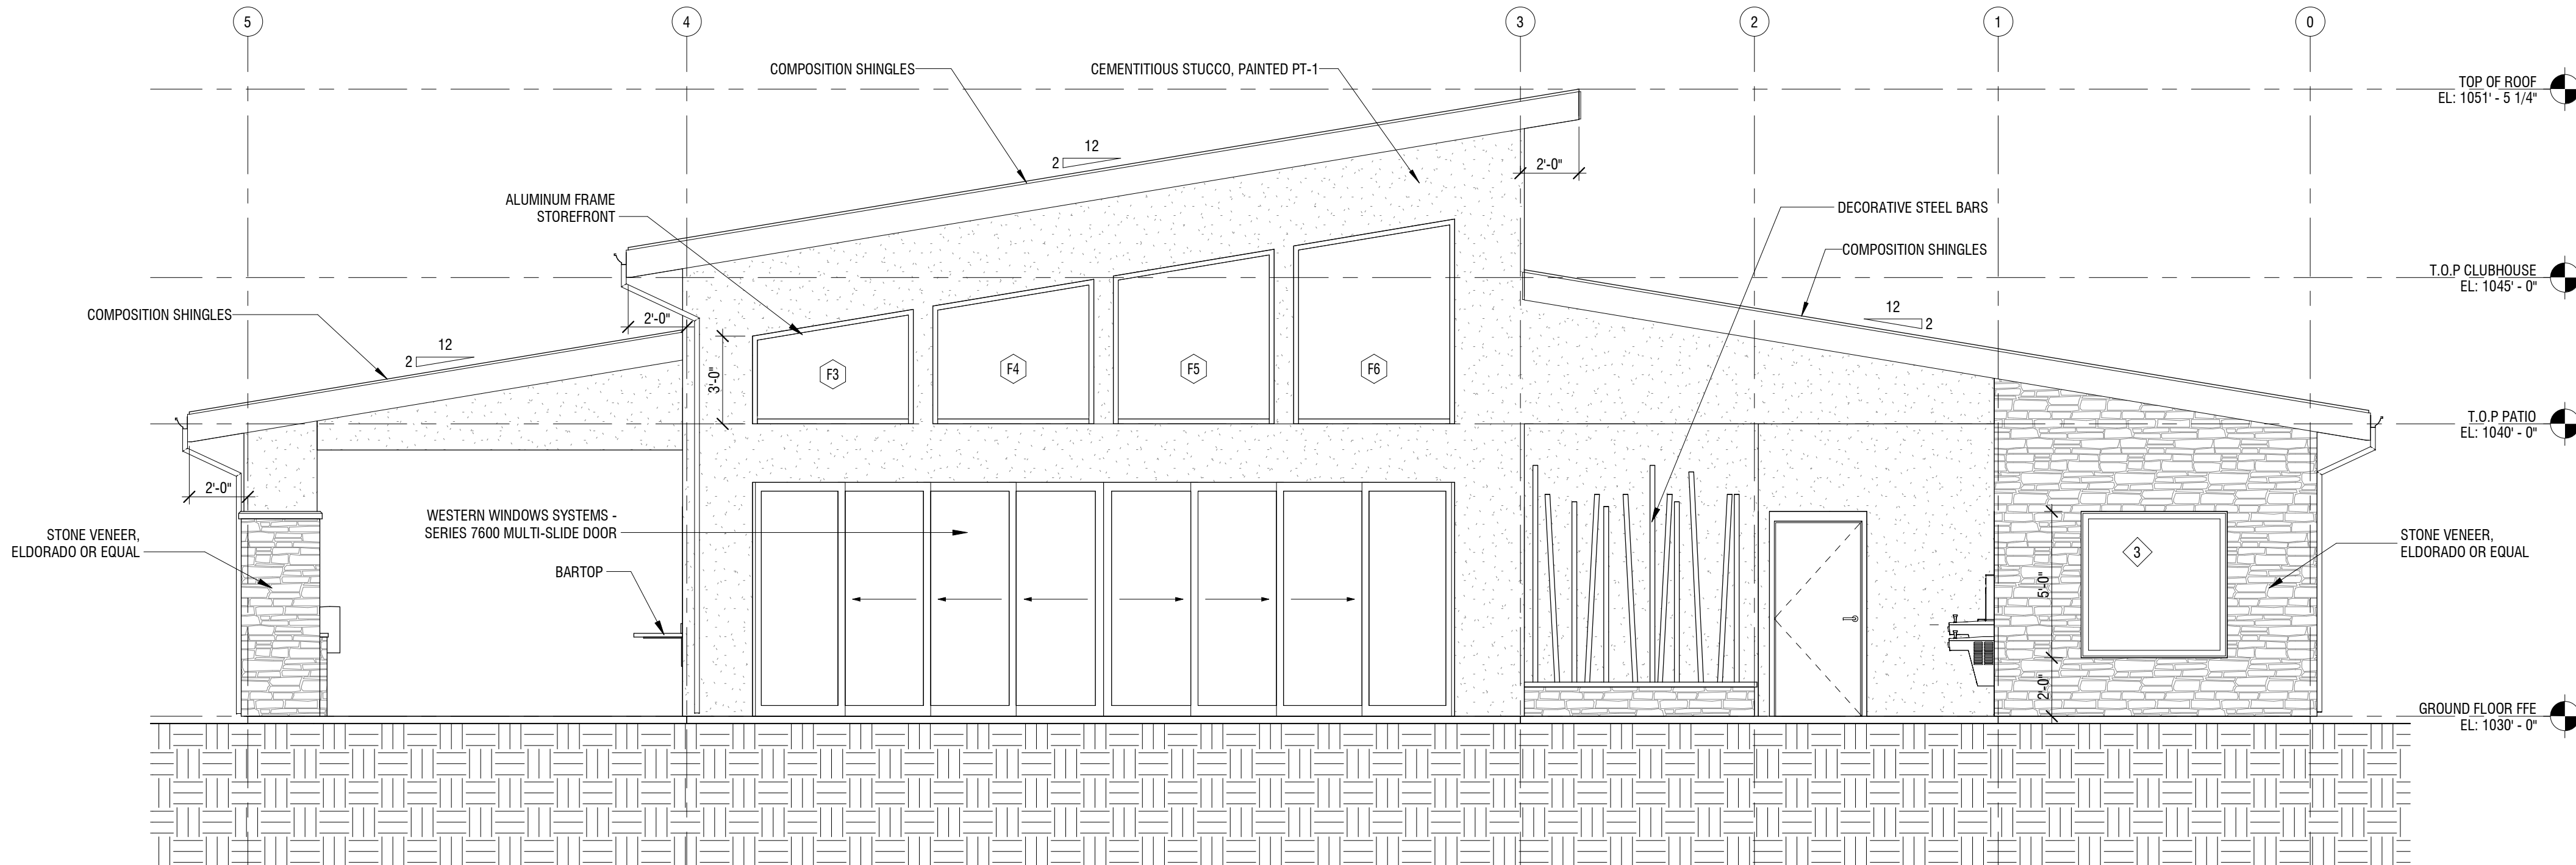 5
4
3
2
1
0
COMPOSITION SHINGLES
CEMENTITIOUS STUCCO, PAINTED PT-1
TOP OF ROOF
EL: 1051' - 5 1/4"
12
2
2'-0"
ALUMINUM FRAME
STOREFRONT
DECORATIVE STEEL BARS
COMPOSITION SHINGLES
T.O.P CLUBHOUSE
EL: 1045' - 0"
COMPOSITION SHINGLES
2'-0"
12
2
12
2
3'-0"
F3
F4
F5
F6
T.O.P PATIO
EL: 1040' - 0"
2'-0"
STONE VENEER,
ELDORADO OR EQUAL
WESTERN WINDOWS SYSTEMS -
SERIES 7600 MULTI-SLIDE DOOR
BARTOP
3
5'-0"
2'-0"
STONE VENEER,
ELDORADO OR EQUAL
GROUND FLOOR FFE
EL: 1030' - 0"